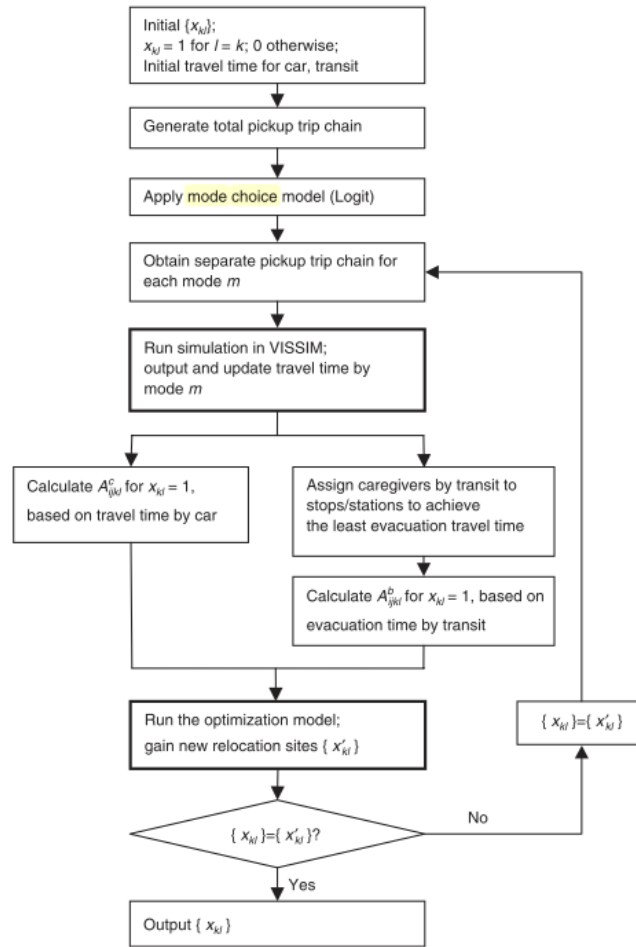 Initial {x_kl};
x_kl = 1 for l = k; 0 otherwise;
Initial travel time for car, transit
Generate total pickup trip chain
Apply mode choice model (Logit)
Obtain separate pickup trip chain for
each mode m
Run simulation in VISSIM;
output and update travel time by
mode m
Calculate A^c_ijkl for x_kl = 1,
based on travel time by car
Assign caregivers by transit to
stops/stations to achieve
the least evacuation travel time
Calculate A^b_ijkl for x_kl = 1, based on
evacuation time by transit
Run the optimization model;
gain new relocation sites { x′_kl }
{ x_kl}={ x′_kl }
{ x_kl}={ x′_kl }?
No
Yes
Output { x_kl }